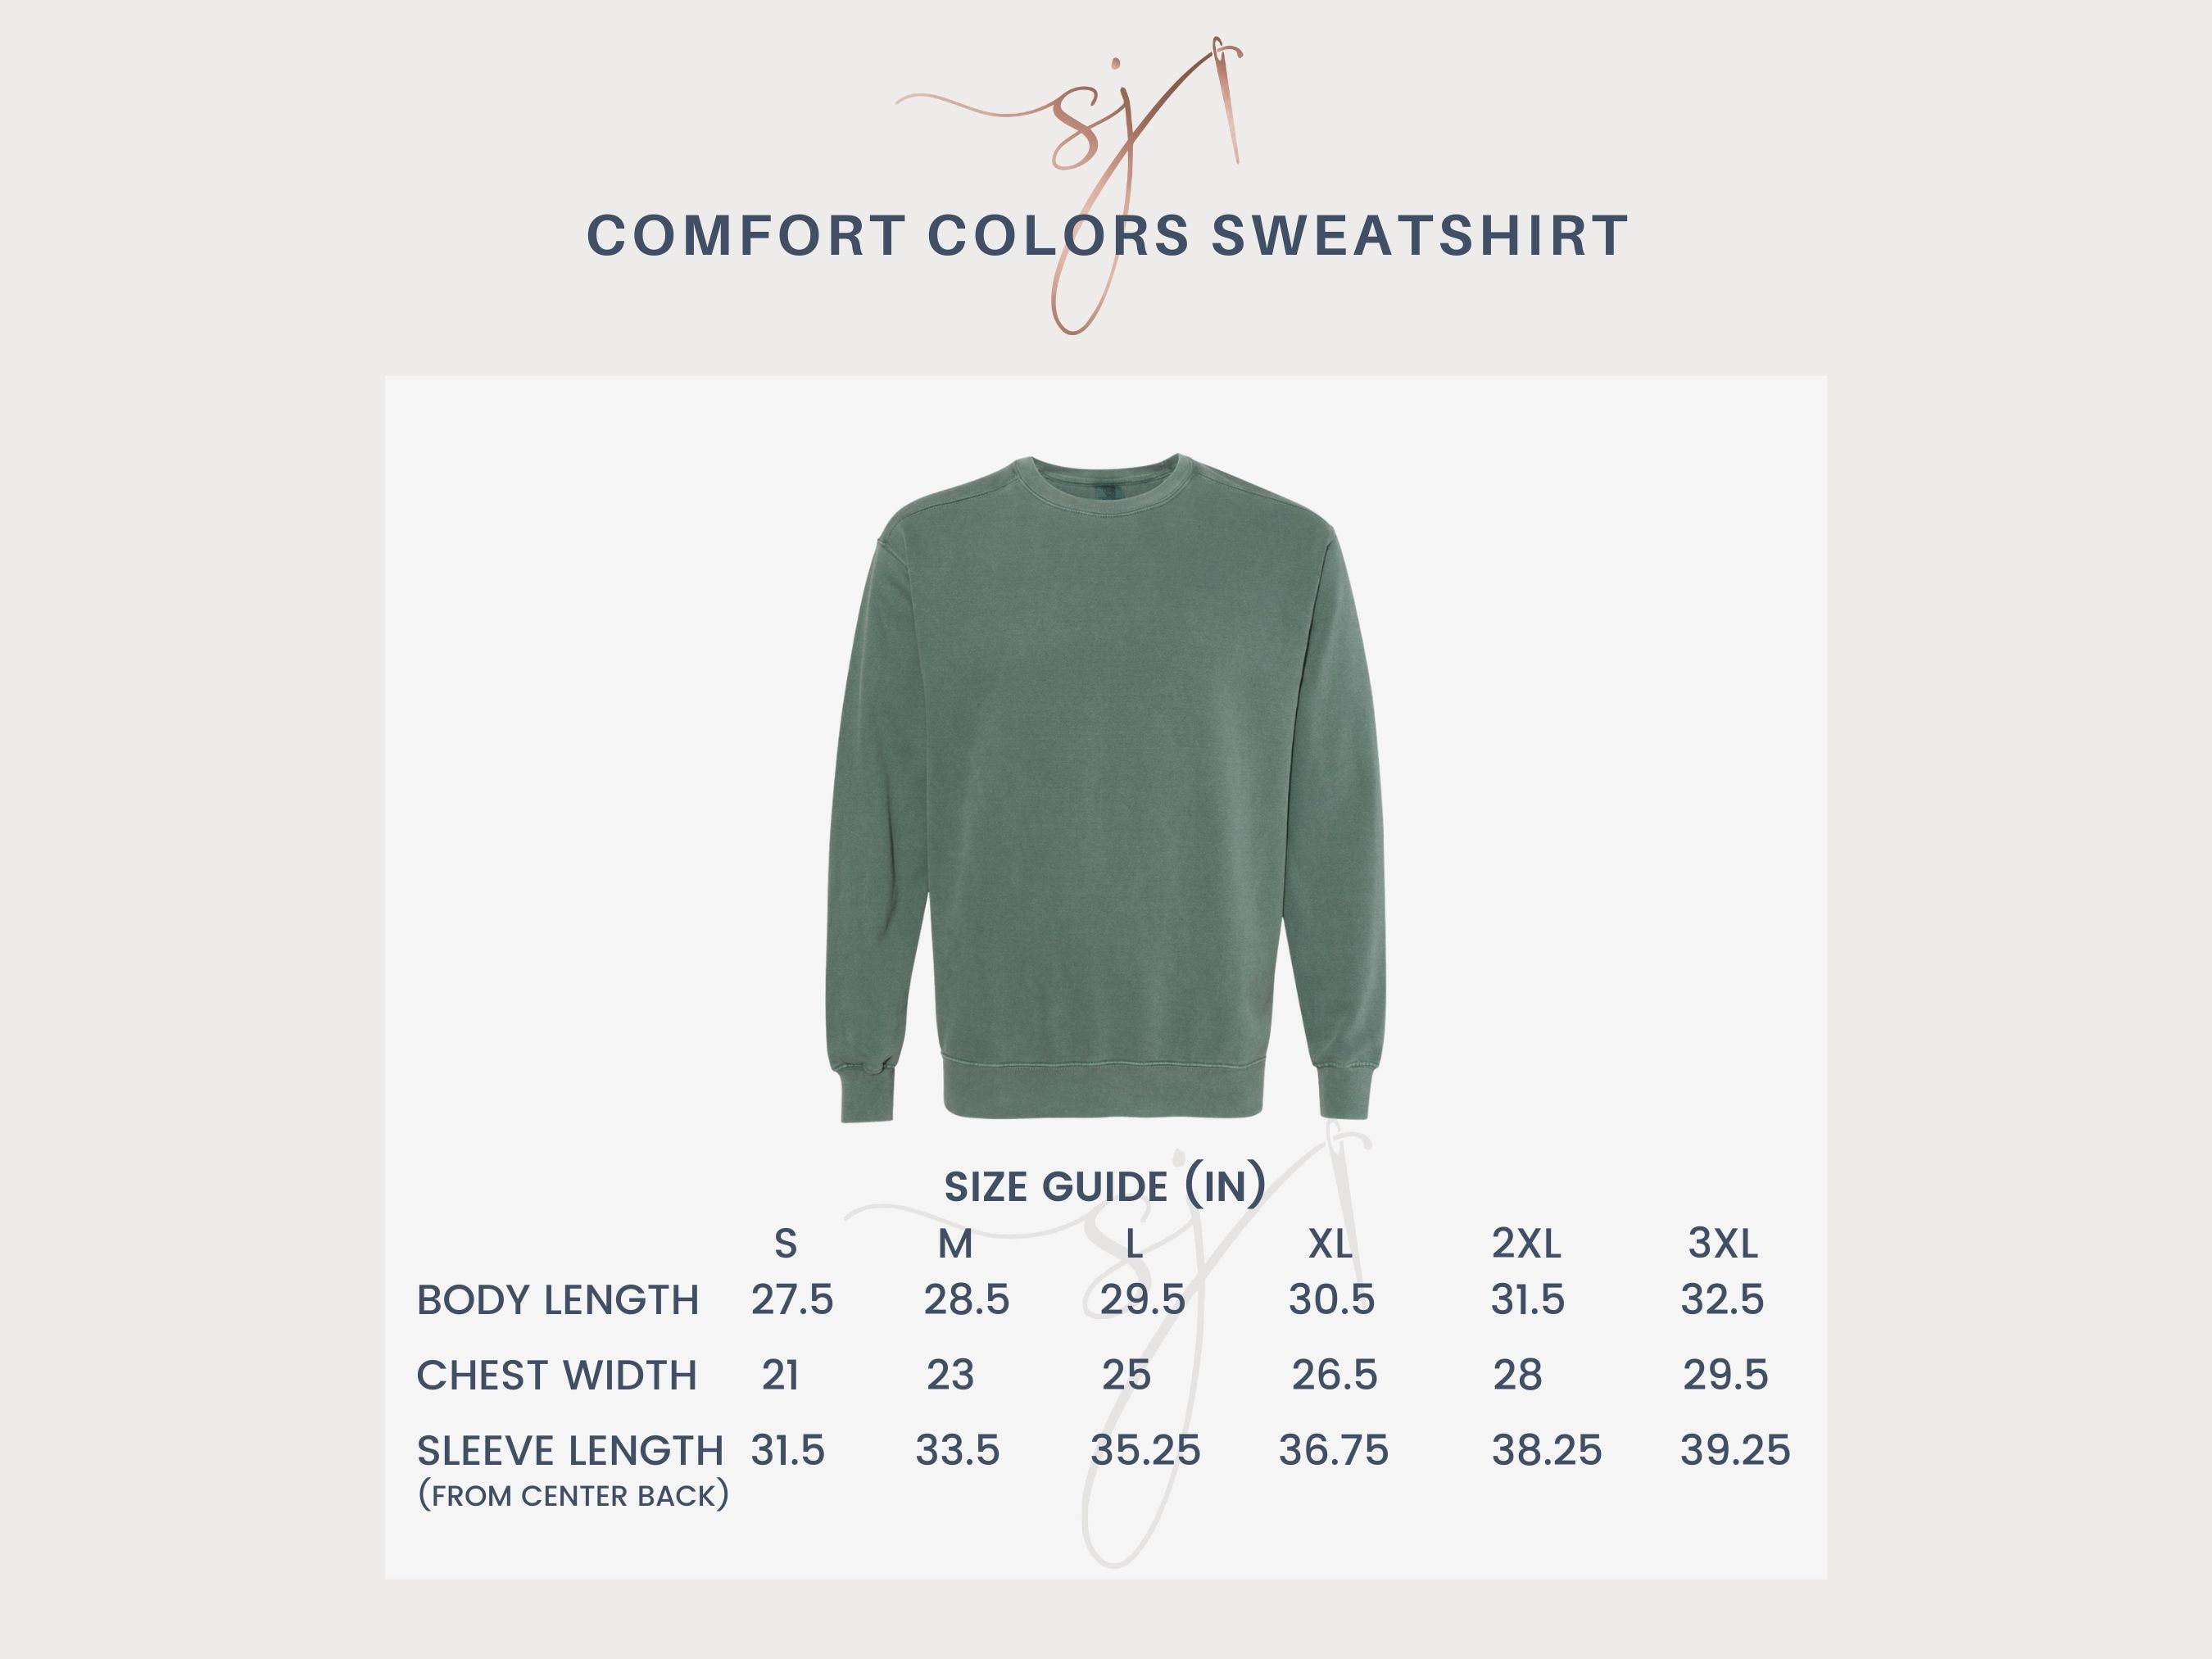 sj
COMFORT COLORS SWEATSHIRT
SIZE GUIDE (IN)
S M L XL 2XL 3XL
BODY LENGTH 27.5 28.5 29.5 30.5 31.5 32.5
CHEST WIDTH 21 23 25 26.5 28 29.5
SLEEVE LENGTH 31.5 33.5 35.25 36.75 38.25 39.25
(FROM CENTER BACK)